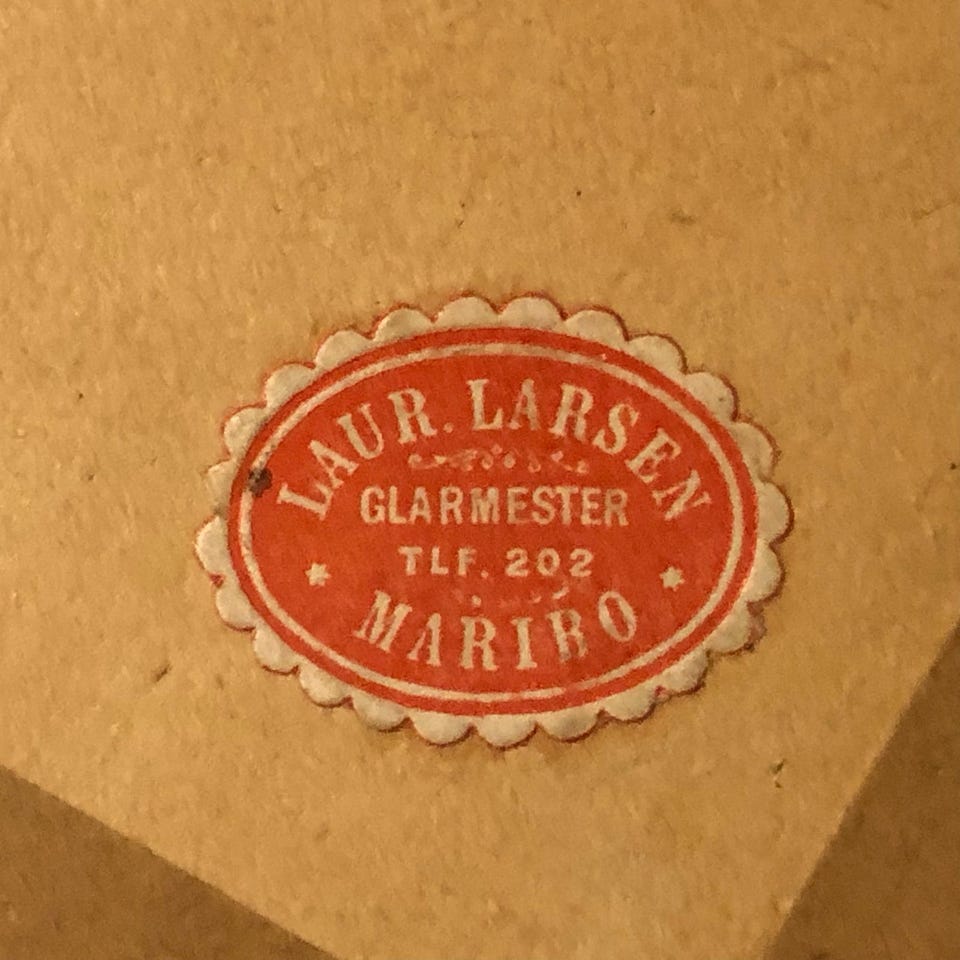 LAUR. LARSEN
GLARMESTER
TLF. 202
MARIBO